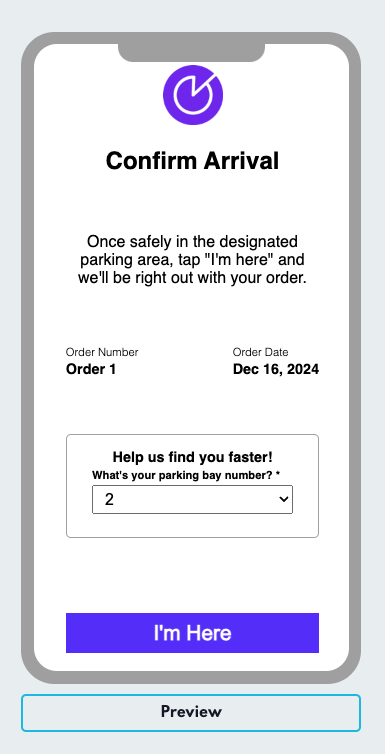 Confirm Arrival
Once safely in the designated
parking area, tap "I'm here" and
we'll be right out with your order.
Order Number
Order 1
Order Date
Dec 16, 2024
Help us find you faster!
What's your parking bay number? *
2
I'm Here
Preview